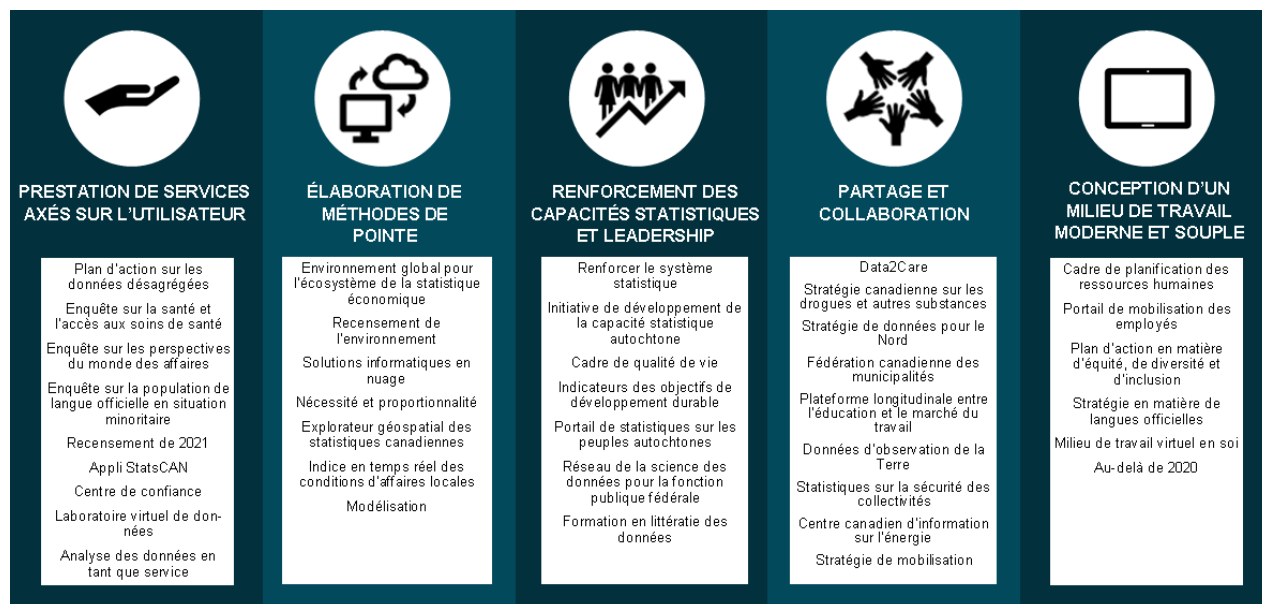 PRESTATION DE SERVICES
AXÉS SUR L'UTILISATEUR
Plan d'action sur les
données désagrégées
Enquête sur la santé et
l'accès aux soins de santé
Enquête sur les perspectives
du monde des affaires
Enquête sur la population de
langue officielle en situation
minoritaire
Recensement de 2021
Appli StatsCAN
Centre de confiance
Laboratoire virtuel de don-
nées
Analyse des données en
tant que service
ÉLABORATION DE
MÉTHODES DE
POINTE
Environnement global pour
l'écosystème de la statistique
économique
Recensement de
l'environnement
Solutions informatiques en
nuage
Nécessité et proportionnalité
Explorateur géospatial des
statistiques canadiennes
Indice en temps réel des
conditions d'affaires locales
Modélisation
RENFORCEMENT DES
CAPACITÉS STATISTIQUES
ET LEADERSHIP
Renforcer le système
statistique
Initiative de développement de
la capacité statistique
autochtone
Cadre de qualité de vie
Indicateurs des objectifs de
développement durable
Portail de statistiques sur les
peuples autochtones
Réseau de la science des
données pour la fonction
publique fédérale
Formation en littératie des
données
PARTAGE ET
COLLABORATION
Data2Care
Stratégie canadienne sur les
drogues et autres substances
Stratégie de données pour le
Nord
Fédération canadienne des
municipalités
Plateforme longitudinale entre
l'éducation et le marché du
travail
Données d'observation de la
Terre
Statistiques sur la sécurité des
collectivités
Centre canadien d'information
sur l'énergie
Stratégie de mobilisation
CONCEPTION D'UN
MILIEU DE TRAVAIL
MODERNE ET SOUPLE
Cadre de planification des
ressources humaines
Portail de mobilisation des
employés
Plan d'action en matière
d'équité, de diversité et
d'inclusion
Stratégie en matière de
langues officielles
Milieu de travail virtuel en soi
Au-delà de 2020